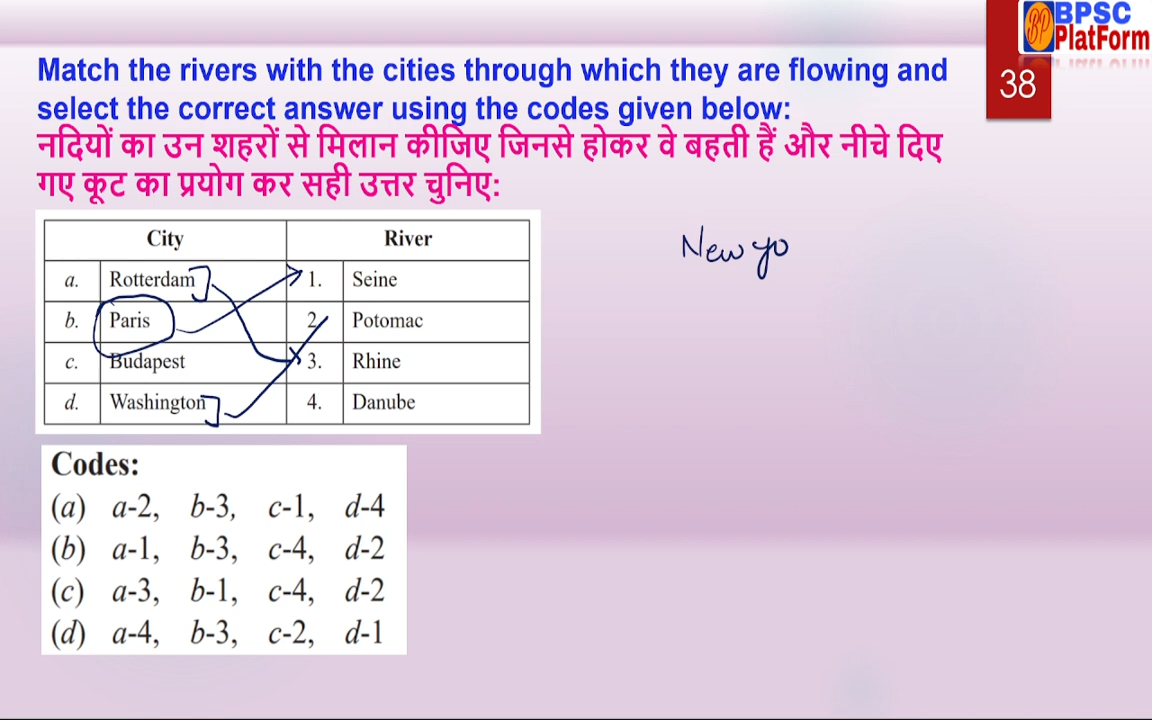 BPSC
PlatForm
38
Match the rivers with the cities through which they are flowing and
select the correct answer using the codes given below:
नदियों का उन शहरों से मिलान कीजिए जिनसे होकर वे बहती हैं और नीचे दिए
गए कूट का प्रयोग कर सही उत्तर चुनिए:
City River
a. Rotterdam 1. Seine
b. Paris 2. Potomac
c. Budapest 3. Rhine
d. Washington 4. Danube
New yo
Codes:
(a) a-2, b-3, c-1, d-4
(b) a-1, b-3, c-4, d-2
(c) a-3, b-1, c-4, d-2
(d) a-4, b-3, c-2, d-1